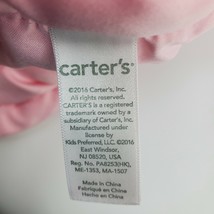 carter's®
©2016 Carter's, Inc.
All rights reserved.
CARTER'S is a registered
trademark owned by a
subsidiary of Carter's, Inc.
Manufactured under
license by
Kids Preferred, LLC. ©2016
East Windsor,
NJ 08520, USA
Reg. No. PA8253(HK),
ME-1353, MA-1507
Made in China
Fabriqué en China
Hecho en China